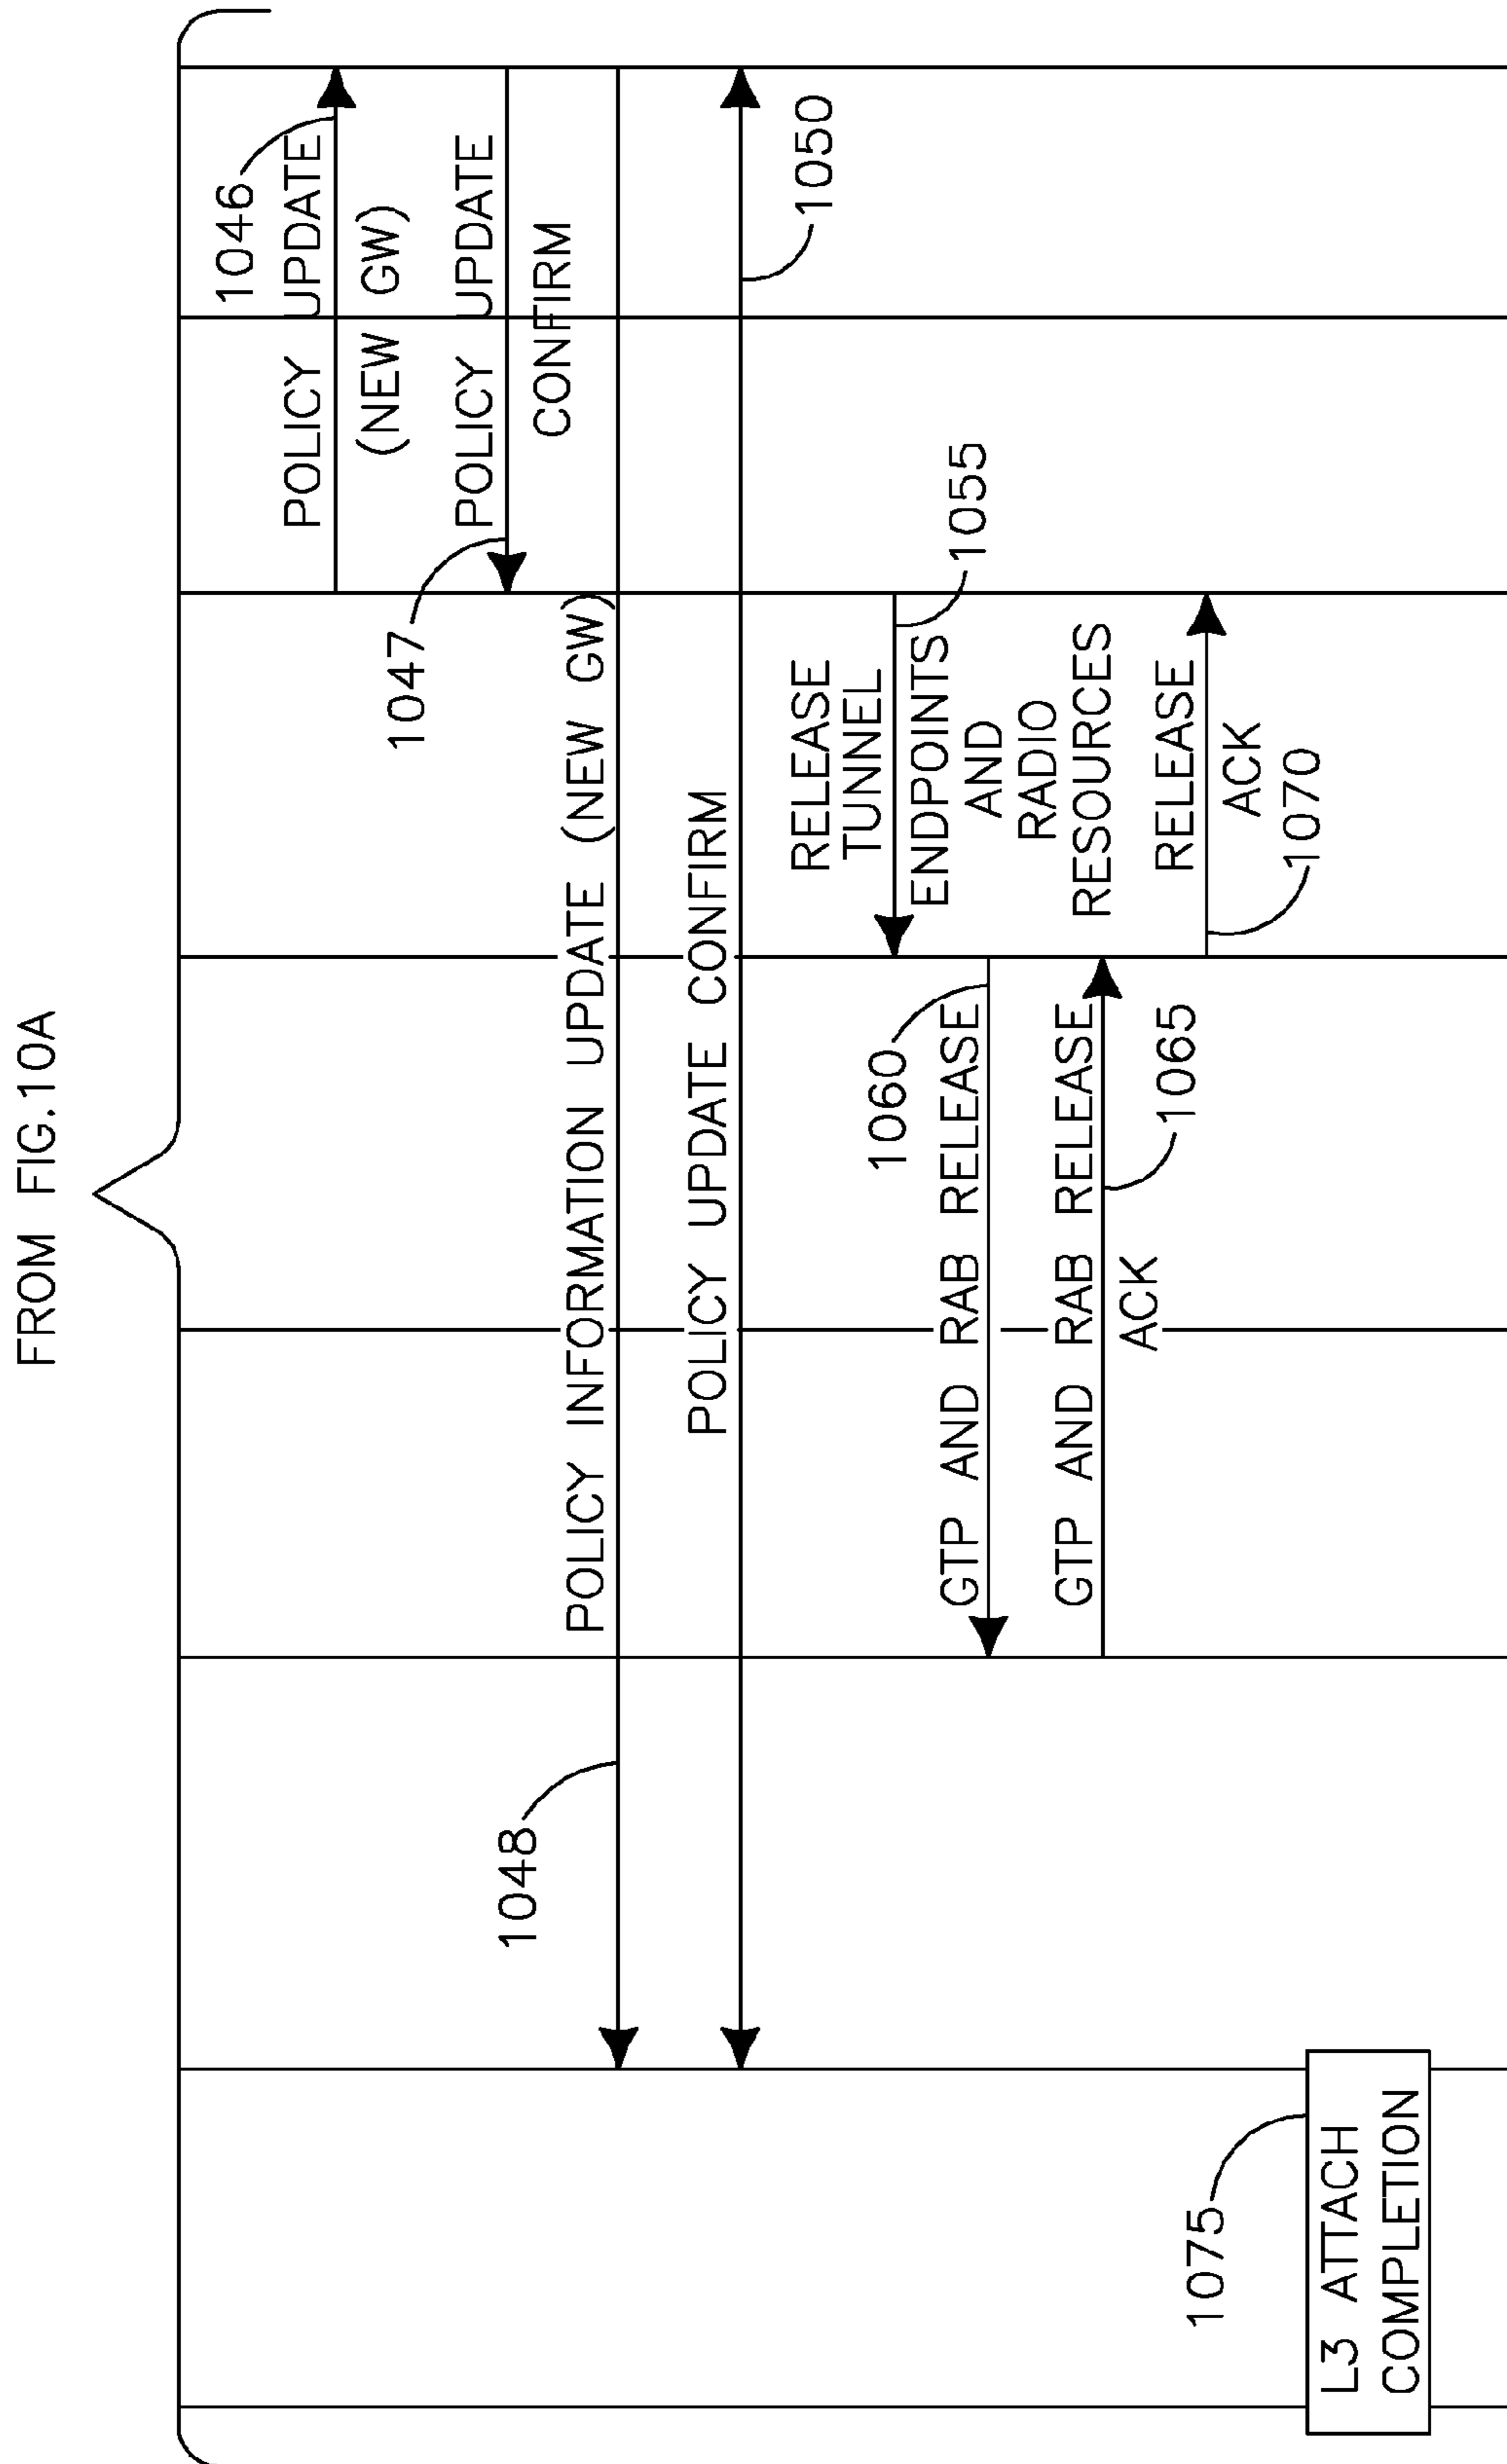 FROM FIG.10A
1046
POLICY UPDATE
(NEW GW)
1047
POLICY UPDATE
CONFIRM
1048
POLICY INFORMATION UPDATE (NEW GW)
POLICY UPDATE CONFIRM
1050
RELEASE
TUNNEL
ENDPOINTS
AND
RADIO
RESOURCES
1055
1060
GTP AND RAB RELEASE
GTP AND RAB RELEASE
ACK
1065
RELEASE
ACK
1070
1075
L3 ATTACH
COMPLETION